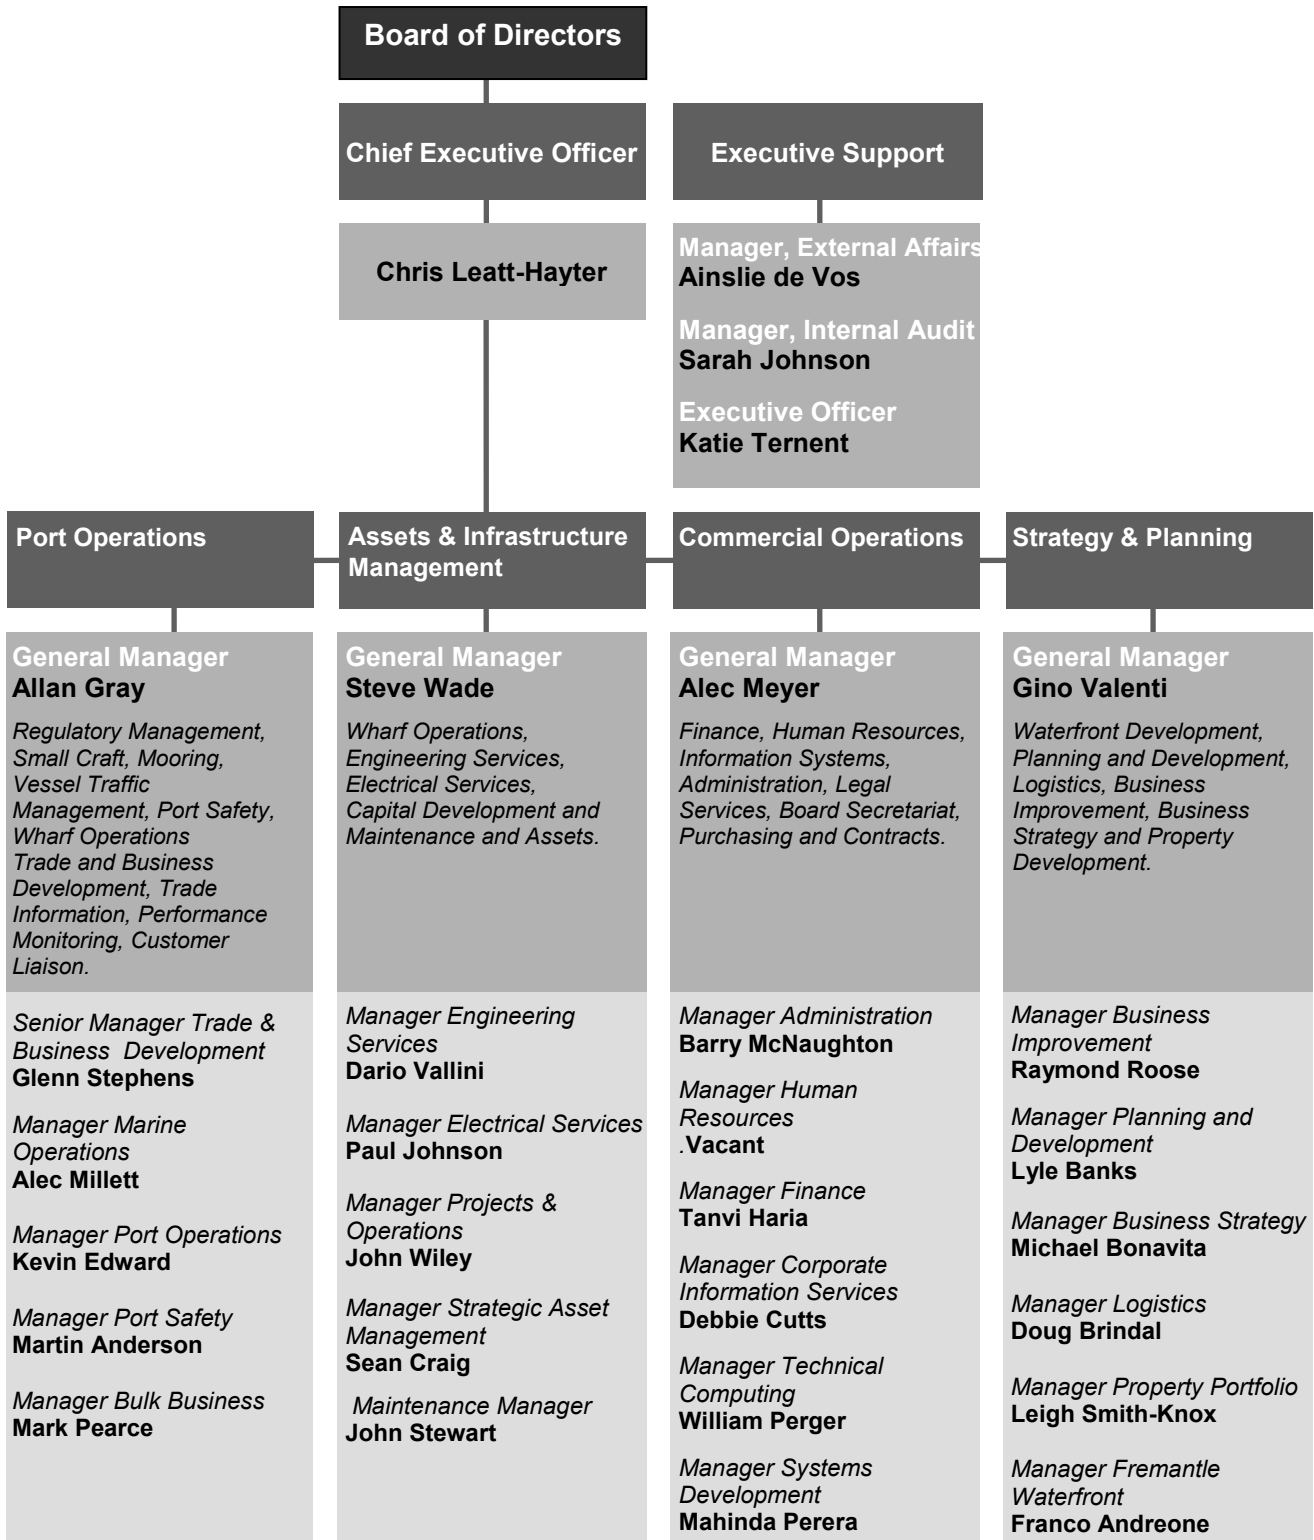 Board of Directors
Chief Executive Officer
Executive Support
Chris Leatt-Hayter
Manager, External Affairs
Ainslie de Vos
Manager, Internal Audit
Sarah Johnson
Executive Officer
Katie Ternent
Port Operations
General Manager
Allan Gray
Regulatory Management,
Small Craft, Mooring,
Vessel Traffic
Management, Port Safety,
Wharf Operations
Trade and Business
Development, Trade
Information, Performance
Monitoring, Customer
Liaison.
Senior Manager Trade &
Business Development
Glenn Stephens
Manager Marine
Operations
Alec Millett
Manager Port Operations
Kevin Edward
Manager Port Safety
Martin Anderson
Manager Bulk Business
Mark Pearce
Assets & Infrastructure
Management
General Manager
Steve Wade
Wharf Operations,
Engineering Services,
Electrical Services,
Capital Development and
Maintenance and Assets.
Manager Engineering
Services
Dario Vallini
Manager Electrical Services
Paul Johnson
Manager Projects &
Operations
John Wiley
Manager Strategic Asset
Management
Sean Craig
Maintenance Manager
John Stewart
Commercial Operations
General Manager
Alec Meyer
Finance, Human Resources,
Information Systems,
Administration, Legal
Services, Board Secretariat,
Purchasing and Contracts.
Manager Administration
Barry McNaughton
Manager Human
Resources
.Vacant
Manager Finance
Tanvi Haria
Manager Corporate
Information Services
Debbie Cutts
Manager Technical
Computing
William Perger
Manager Systems
Development
Mahinda Perera
Strategy & Planning
General Manager
Gino Valenti
Waterfront Development,
Planning and Development,
Logistics, Business
Improvement, Business
Strategy and Property
Development.
Manager Business
Improvement
Raymond Roose
Manager Planning and
Development
Lyle Banks
Manager Business Strategy
Michael Bonavita
Manager Logistics
Doug Brindal
Manager Property Portfolio
Leigh Smith-Knox
Manager Fremantle
Waterfront
Franco Andreone